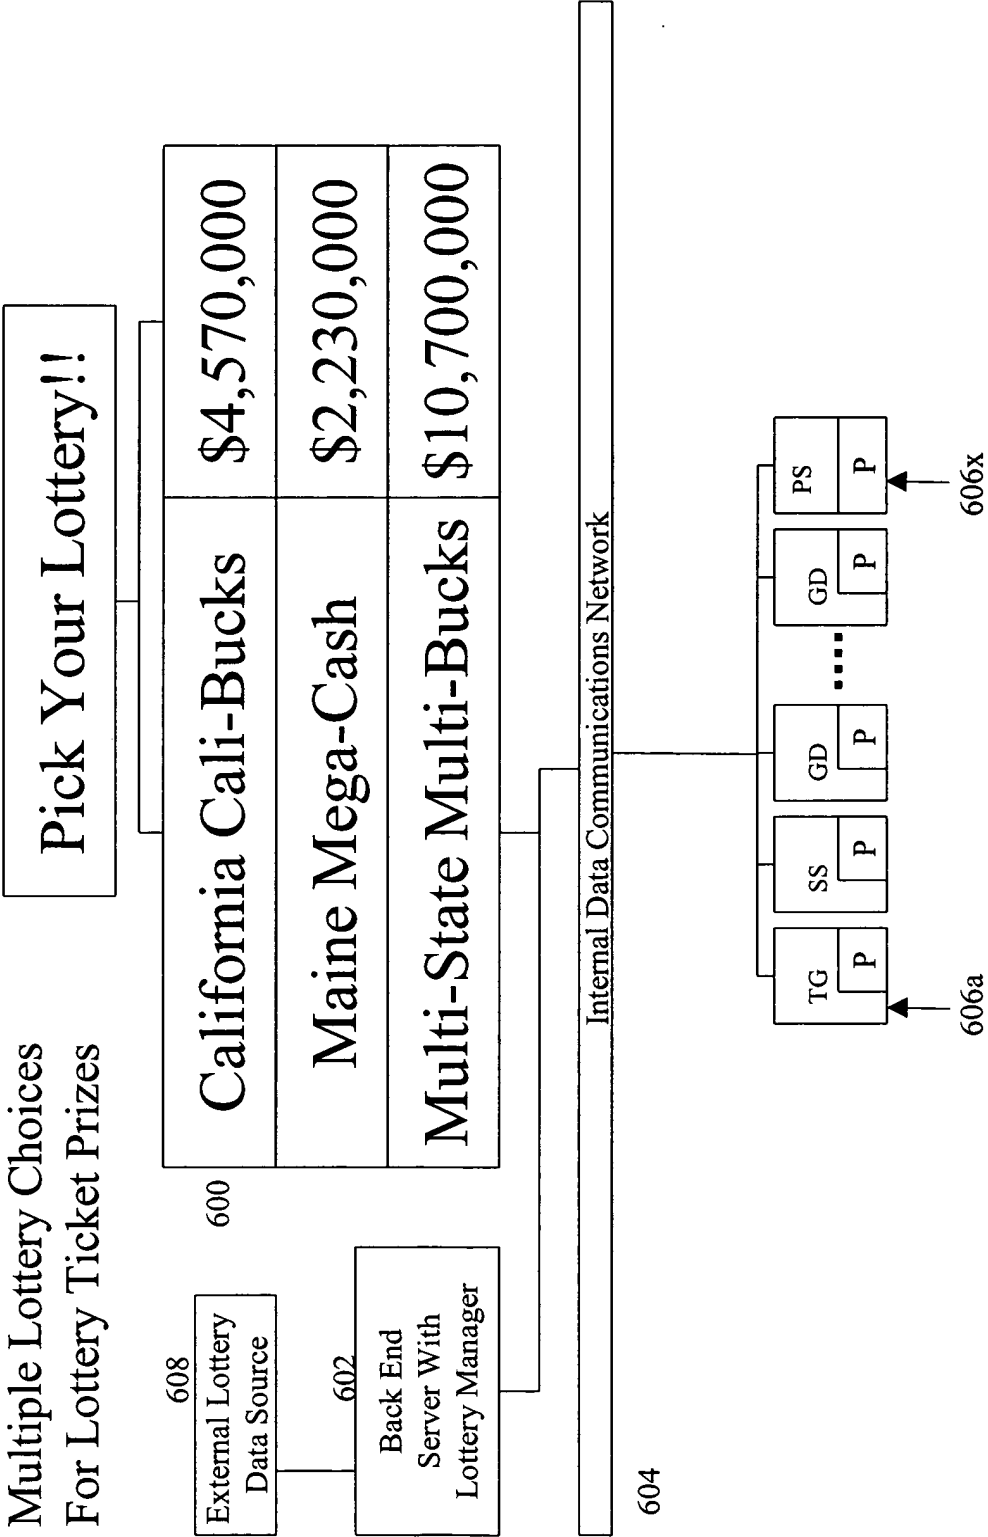 Multiple Lottery Choices
For Lottery Ticket Prizes
Pick Your Lottery!!
608
External Lottery
Data Source
602
Back End
Server With
Lottery Manager
600
California Cali-Bucks $4,570,000
Maine Mega-Cash $2,230,000
Multi-State Multi-Bucks $10,700,000
Internal Data Communications Network
604
TG
P
SS
P
GD
P
GD
P
PS
P
606a
606x